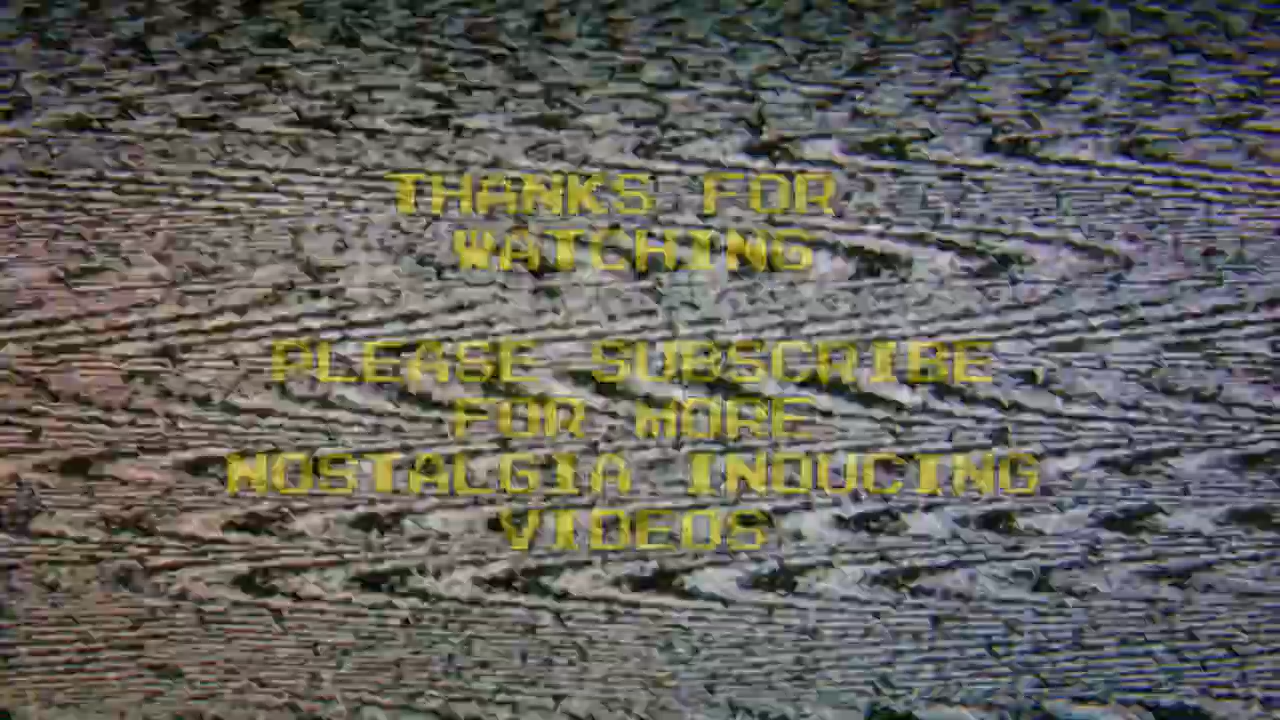 THANKS FOR
WATCHING
PLEASE SUBSCRIBE
FOR MORE
NOSTALGIA INDUCING
VIDEOS